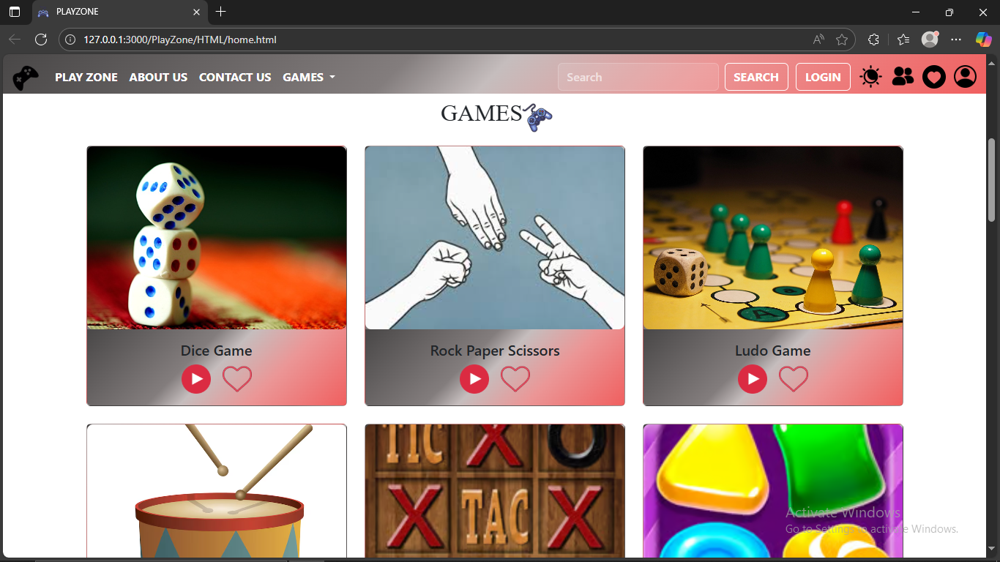 PLAYZONE
127.0.0.1:3000/PlayZone/HTML/home.html
PLAY ZONE ABOUT US CONTACT US GAMES Search SEARCH LOGIN
GAMES
Dice Game Rock Paper Scissors Ludo Game
TIC X O
X TAC X
A
Activate Windows
Go to Settings to activate Windows.